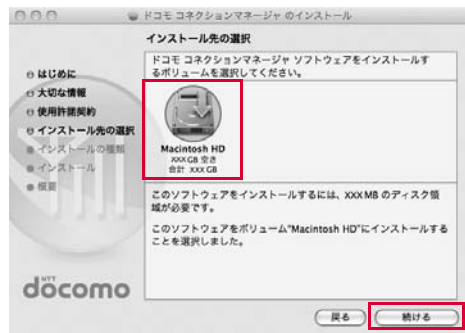 ドコモ コネクションマネージャ のインストール
インストール先の選択
はじめに
大切な情報
使用許諾契約
インストール先の選択
インストールの種類
インストール
概要
ドコモ コネクションマネージャ ソフトウェアをインストールす
るボリュームを選択してください。
Macintosh HD
XXXGB 空き
合計 XXXGB
このソフトウェアをインストールするには、XXXMB のディスク領
域が必要です。
このソフトウェアをボリューム"Macintosh HD"にインストールする
ことを選択しました。
NTT
döcomo
戻る
続ける